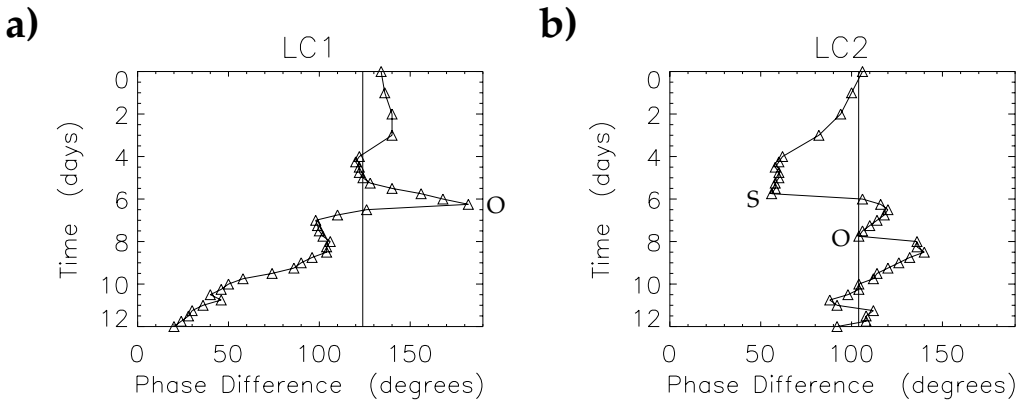 a)
LC1
0
2
4
6
8
10
12
Time (days)
O
0 50 100 150
Phase Difference (degrees)
b)
LC2
0
2
4
6
8
10
12
Time (days)
S
O
0 50 100 150
Phase Difference (degrees)